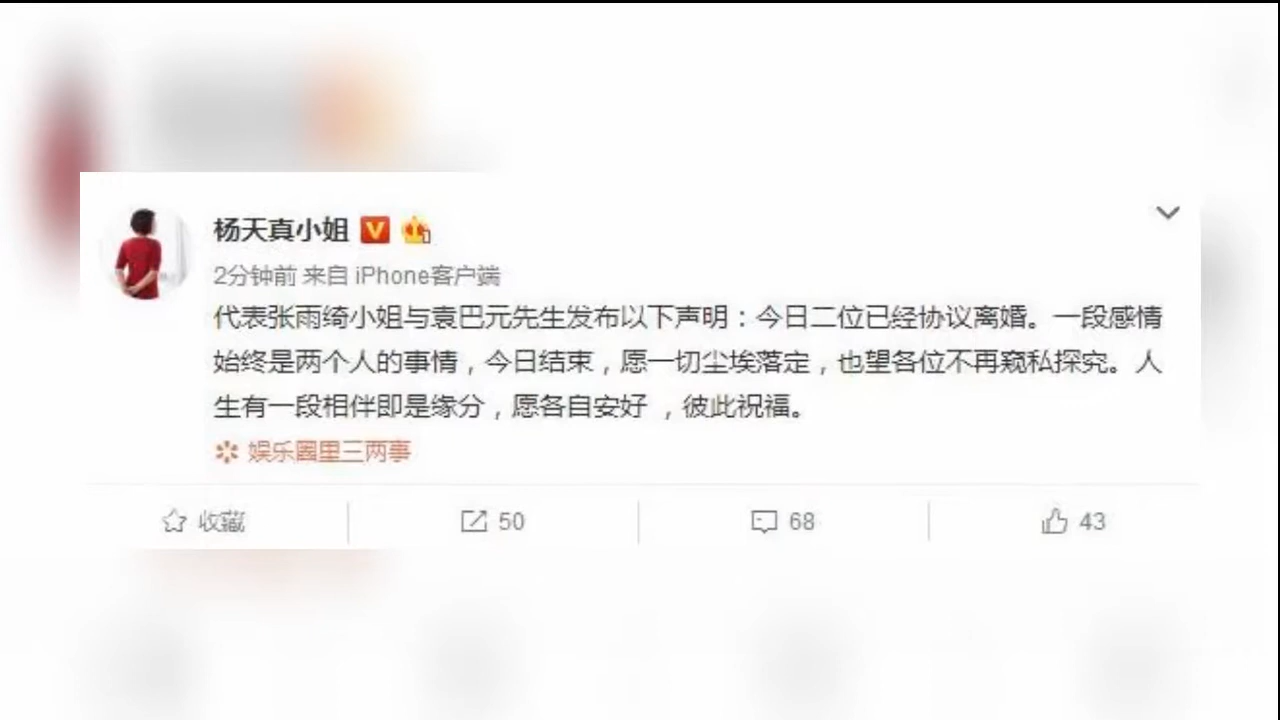 杨天真小姐
2分钟前 来自 iPhone客户端
代表张雨绮小姐与袁巴元先生发布以下声明：今日二位已经协议离婚。一段感情
始终是两个人的事情，今日结束，愿一切尘埃落定，也望各位不再窥私探究。人
生有一段相伴即是缘分，愿各自安好 ，彼此祝福。
娱乐圈里三两事
收藏 50 68 43